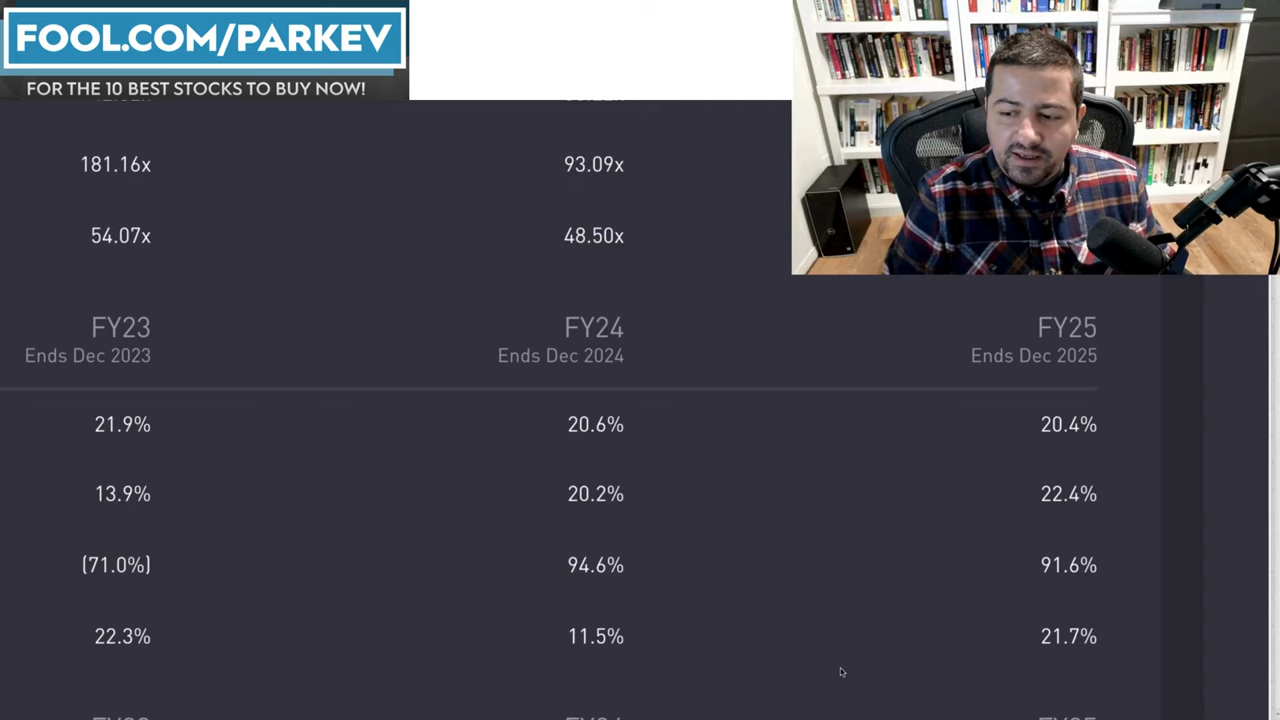 FOOL.COM/PARKEV
FOR THE 10 BEST STOCKS TO BUY NOW!
181.16x 93.09x
54.07x 48.50x
FY23 FY24 FY25
Ends Dec 2023 Ends Dec 2024 Ends Dec 2025
21.9% 20.6% 20.4%
13.9% 20.2% 22.4%
(71.0%) 94.6% 91.6%
22.3% 11.5% 21.7%